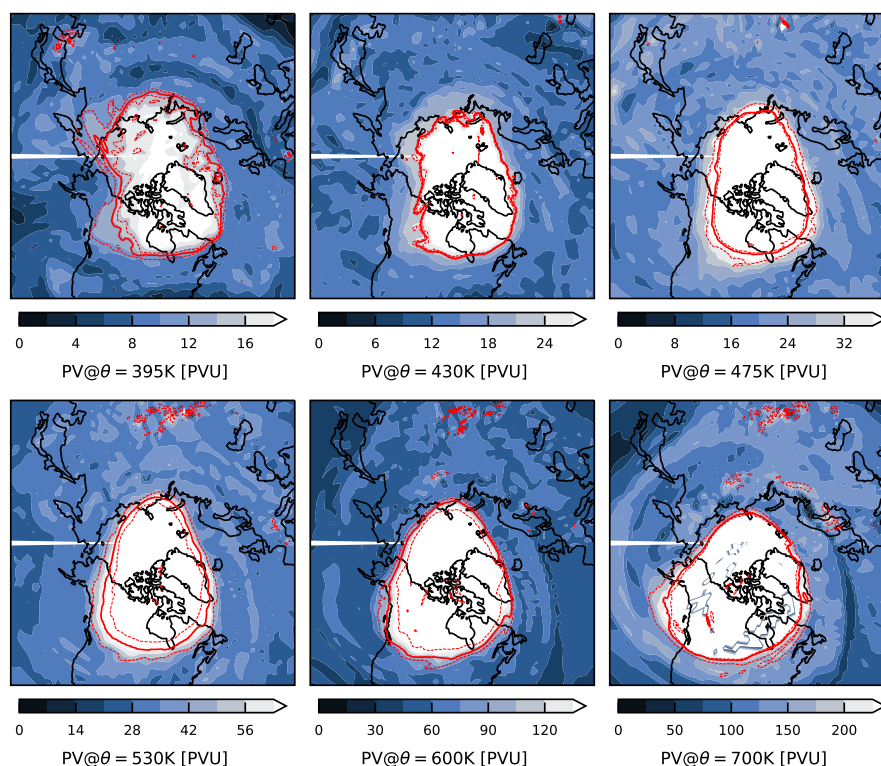 0 4 8 12 16
PV@θ = 395K [PVU]
0 6 12 18 24
PV@θ = 430K [PVU]
0 8 16 24 32
PV@θ = 475K [PVU]
0 14 28 42 56
PV@θ = 530K [PVU]
0 30 60 90 120
PV@θ = 600K [PVU]
0 50 100 150 200
PV@θ = 700K [PVU]